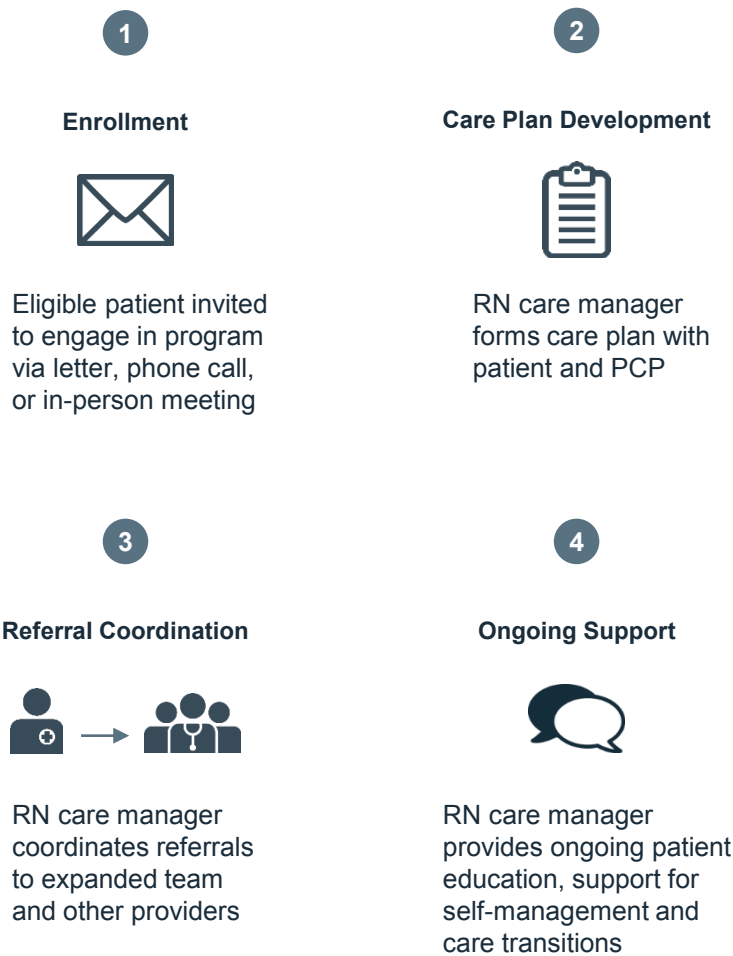 1
Enrollment
Eligible patient invited
to engage in program
via letter, phone call,
or in-person meeting
2
Care Plan Development
RN care manager
forms care plan with
patient and PCP
3
Referral Coordination
RN care manager
coordinates referrals
to expanded team
and other providers
4
Ongoing Support
RN care manager
provides ongoing patient
education, support for
self-management and
care transitions